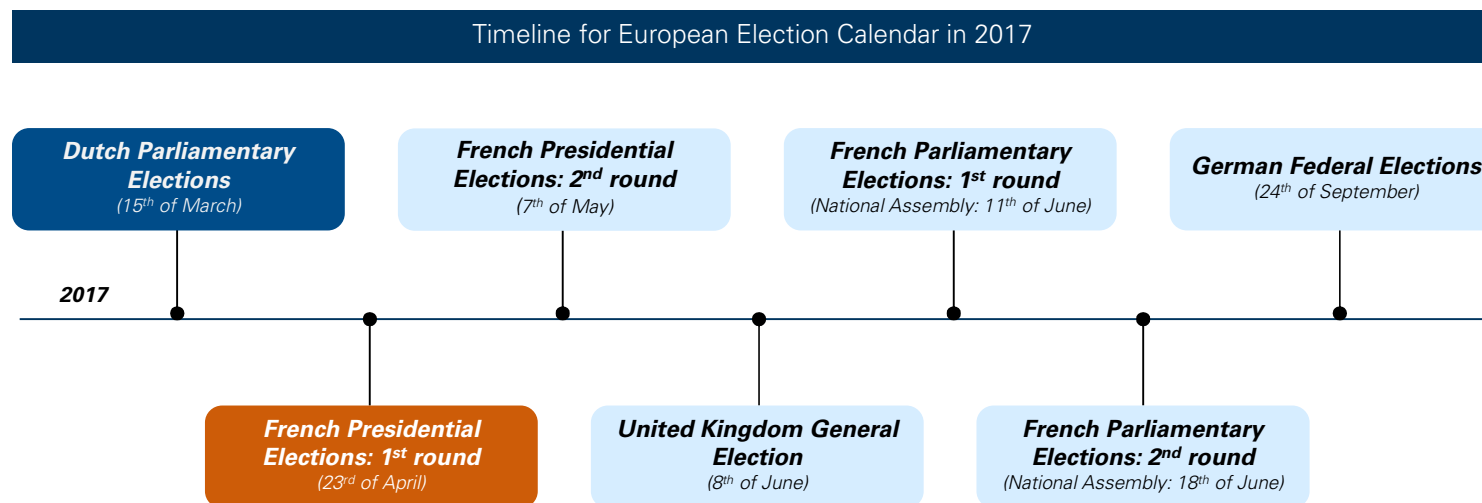 Timeline for European Election Calendar in 2017
Dutch Parliamentary
Elections
(15th of March)
French Presidential
Elections: 2nd round
(7th of May)
French Parliamentary
Elections: 1st round
(National Assembly: 11th of June)
German Federal Elections
(24th of September)
2017
French Presidential
Elections: 1st round
(23rd of April)
United Kingdom General
Election
(8th of June)
French Parliamentary
Elections: 2nd round
(National Assembly: 18th of June)